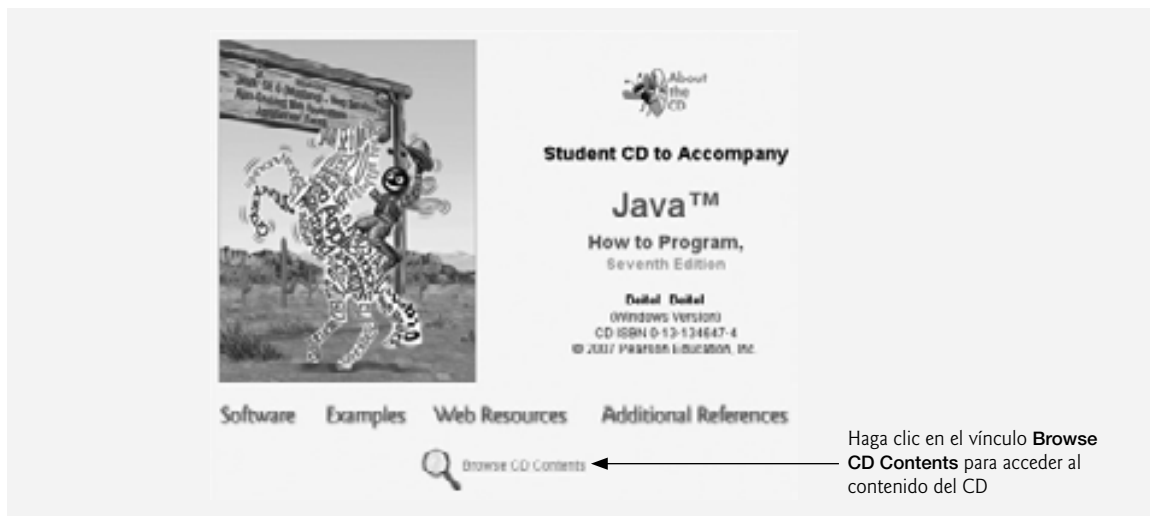 About
the
CD
Student CD to Accompany
Java™
How to Program,
Seventh Edition
Deitel Deitel
(Windows Version)
CD ISBN 0-13-134647-4
© 2007 Pearson Education, Inc.
Software Examples Web Resources Additional References
Browse CD Contents
Haga clic en el vínculo Browse
CD Contents para acceder al
contenido del CD